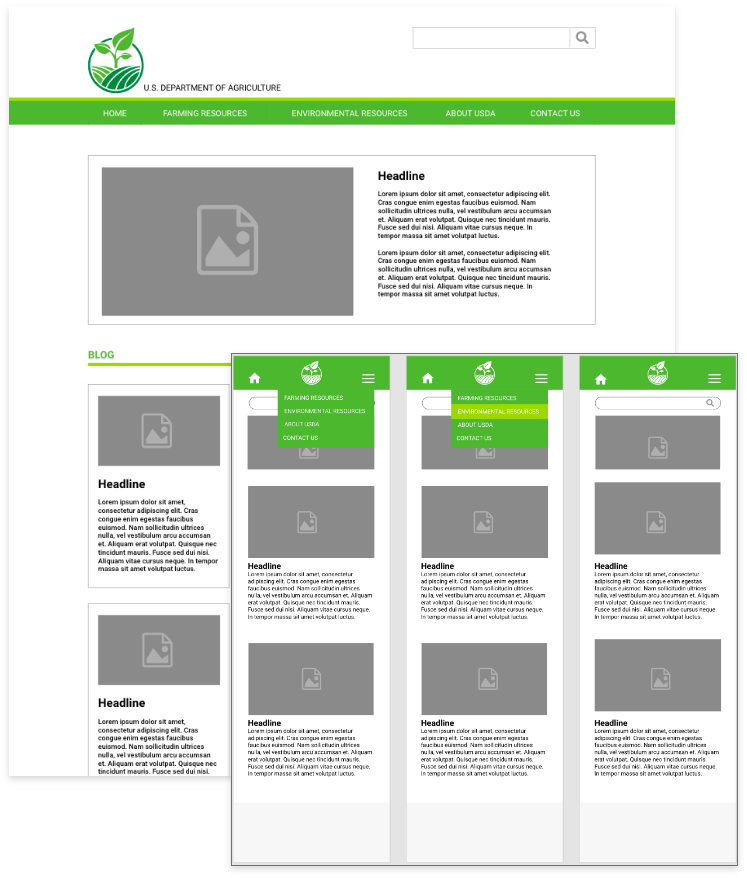 U.S. DEPARTMENT OF AGRICULTURE
HOME FARMING RESOURCES ENVIRONMENTAL RESOURCES ABOUT USDA CONTACT US
Headline
Lorem ipsum dolor sit amet, consectetur adipiscing elit.
Cras congue enim egestas faucibus euismod. Nam
sollicitudin ultrices nulla, vel vestibulum arcu accumsan
et. Aliquam erat volutpat. Quisque nec tincidunt mauris.
Fusce sed dui nisi. Aliquam vitae cursus neque. In
tempor massa sit amet volutpat luctus.
Lorem ipsum dolor sit amet, consectetur adipiscing elit.
Cras congue enim egestas faucibus euismod. Nam
sollicitudin ultrices nulla, vel vestibulum arcu accumsan
et. Aliquam erat volutpat. Quisque nec tincidunt mauris.
Fusce sed dui nisi. Aliquam vitae cursus neque. In
tempor massa sit amet volutpat luctus.
BLOG
Headline
Lorem ipsum dolor sit amet,
consectetur adipiscing elit. Cras
congue enim egestas faucibus
euismod. Nam sollicitudin ultrices
nulla, vel vestibulum arcu accumsan
et. Aliquam erat volutpat. Quisque
nec tincidunt mauris. Fusce sed dui
nisi. Aliquam vitae cursus neque. In tempor
massa sit amet volutpat luctus.
Headline
Lorem ipsum dolor sit amet,
consectetur adipiscing elit. Cras
congue enim egestas faucibus
euismod. Nam sollicitudin ultrices
nulla, vel vestibulum arcu accumsan
et. Aliquam erat volutpat. Quisque
tincidunt mauris. Fusce sed dui nisi.
FARMING RESOURCES
ENVIRONMENTAL RESOURCES
ABOUT USDA
CONTACT US
Headline
Lorem ipsum dolor sit amet, consectetur
adipiscing elit. Cras congue enim egestas
faucibus euismod. Nam sollicitudin ultrices
nulla, vel vestibulum arcu accumsan et. Aliquam
erat volutpat. Quisque nec tincidunt mauris.
Fusce sed dui nisi. Aliquam vitae cursus neque.
In tempor massa sit amet volutpat luctus.
Headline
Lorem ipsum dolor sit amet, consectetur
adipiscing elit. Cras congue enim egestas
faucibus euismod. Nam sollicitudin ultrices
nulla, vel vestibulum arcu accumsan et. Aliquam
erat volutpat. Quisque nec tincidunt mauris.
Fusce sed dui nisi. Aliquam vitae cursus neque.
In tempor massa sit amet volutpat luctus.
FARMING RESOURCES
ENVIRONMENTAL RESOURCES
ABOUT USDA
CONTACT US
Headline
Lorem ipsum dolor sit amet, consectetur
adipiscing elit. Cras congue enim egestas
faucibus euismod. Nam sollicitudin ultrices
nulla, vel vestibulum arcu accumsan et. Aliquam
erat volutpat. Quisque nec tincidunt mauris.
Fusce sed dui nisi. Aliquam vitae cursus neque.
In tempor massa sit amet volutpat luctus.
Headline
Lorem ipsum dolor sit amet, consectetur
adipiscing elit. Cras congue enim egestas
faucibus euismod. Nam sollicitudin ultrices
nulla, vel vestibulum arcu accumsan et. Aliquam
erat volutpat. Quisque nec tincidunt mauris.
Fusce sed dui nisi. Aliquam vitae cursus neque.
In tempor massa sit amet volutpat luctus.
Headline
Lorem ipsum dolor sit amet, consectetur
adipiscing elit. Cras congue enim egestas
faucibus euismod. Nam sollicitudin ultrices
nulla, vel vestibulum arcu accumsan et. Aliquam
erat volutpat. Quisque nec tincidunt mauris.
Fusce sed dui nisi. Aliquam vitae cursus neque.
In tempor massa sit amet volutpat luctus.
Headline
Lorem ipsum dolor sit amet, consectetur
adipiscing elit. Cras congue enim egestas
faucibus euismod. Nam sollicitudin ultrices
nulla, vel vestibulum arcu accumsan et. Aliquam
erat volutpat. Quisque nec tincidunt mauris.
Fusce sed dui nisi. Aliquam vitae cursus neque.
In tempor massa sit amet volutpat luctus.